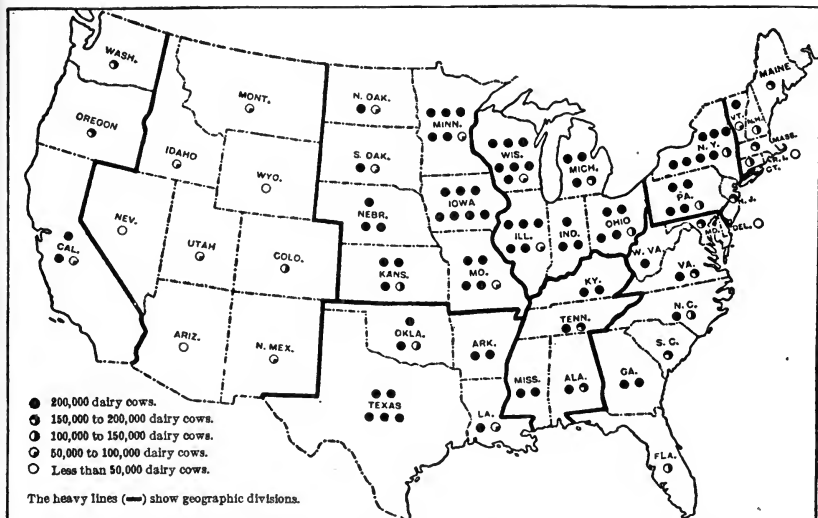 WASH.
MONT.
N. DAK.
MINN.
MAINE
VT.
N. H.
OREGON
IDAHO
S. DAK.
WIS.
MICH.
N. Y.
MASS.
R. I.
CT.
WYO.
IOWA
PA.
N. J.
NEV.
NEBR.
ILL.
IND.
OHIO
MD.
DEL.
CAL.
UTAH
COLO.
KANS.
MO.
W. VA.
VA.
KY.
N. C.
TENN.
ARIZ.
N. MEX.
OKLA.
ARK.
S. C.
TEXAS
LA.
MISS.
ALA.
GA.
FLA.
200,000 dairy cows.
150,000 to 200,000 dairy cows.
100,000 to 150,000 dairy cows.
50,000 to 100,000 dairy cows.
Less than 50,000 dairy cows.
The heavy lines (━) show geographic divisions.